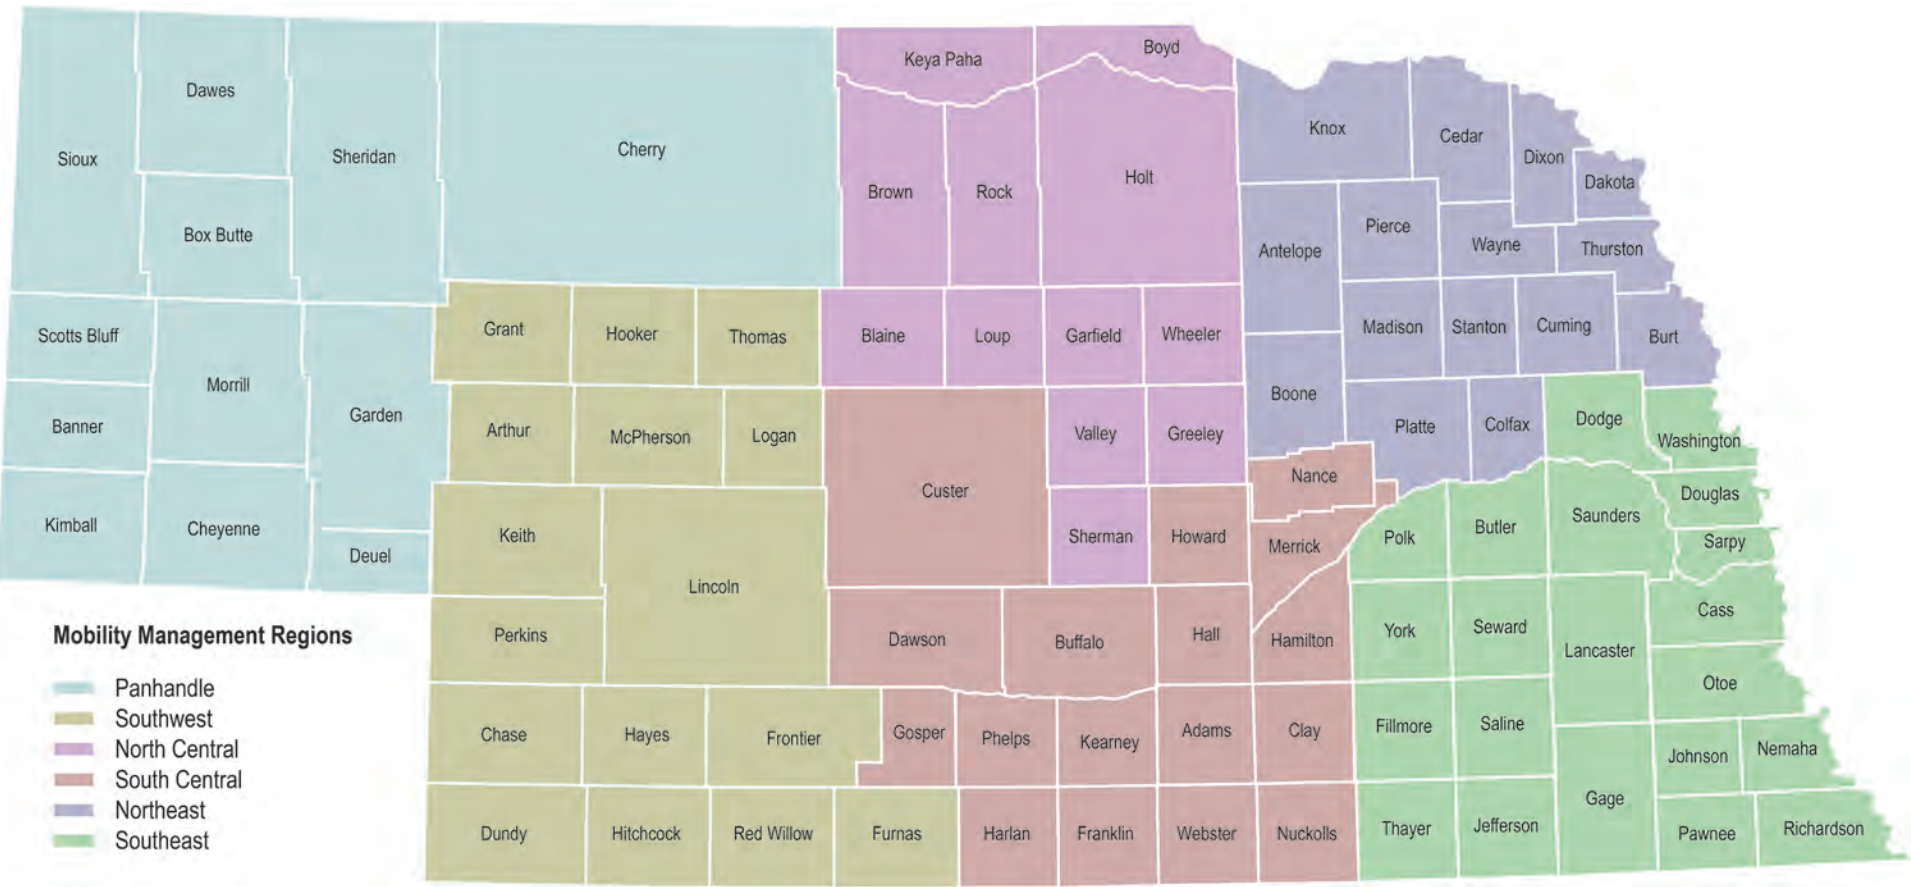 Keya Paha
Boyd
Dawes
Sioux
Sheridan
Cherry
Brown
Rock
Holt
Knox
Cedar
Dixon
Dakota
Box Butte
Antelope
Pierce
Wayne
Thurston
Scotts Bluff
Morrill
Garden
Grant
Hooker
Thomas
Blaine
Loup
Garfield
Wheeler
Madison
Stanton
Cuming
Burt
Banner
Arthur
McPherson
Logan
Custer
Valley
Greeley
Boone
Platte
Colfax
Dodge
Washington
Kimball
Cheyenne
Deuel
Keith
Lincoln
Sherman
Howard
Nance
Merrick
Polk
Butler
Saunders
Douglas
Sarpy
Perkins
Dawson
Buffalo
Hall
Hamilton
York
Seward
Lancaster
Cass
Otoe
Chase
Hayes
Frontier
Gosper
Phelps
Kearney
Adams
Clay
Fillmore
Saline
Gage
Johnson
Nemaha
Dundy
Hitchcock
Red Willow
Furnas
Harlan
Franklin
Webster
Nuckolls
Thayer
Jefferson
Pawnee
Richardson
Mobility Management Regions
Panhandle
Southwest
North Central
South Central
Northeast
Southeast